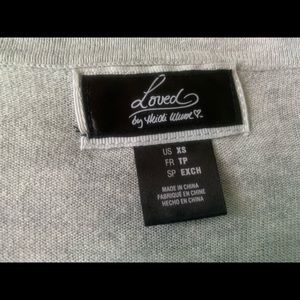 Loved
by Heidi Klum
US XS
FR TP
SP EXCH
MADE IN CHINA
FABRIQUÉ EN CHINE
HECHO EN CHINA